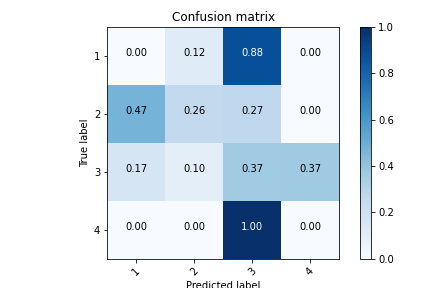 Confusion matrix
1 0.00 0.12 0.88 0.00
2 0.47 0.26 0.27 0.00
3 0.17 0.10 0.37 0.37
4 0.00 0.00 1.00 0.00
1 2 3 4
True label
Predicted label
1.0
0.8
0.6
0.4
0.2
0.0